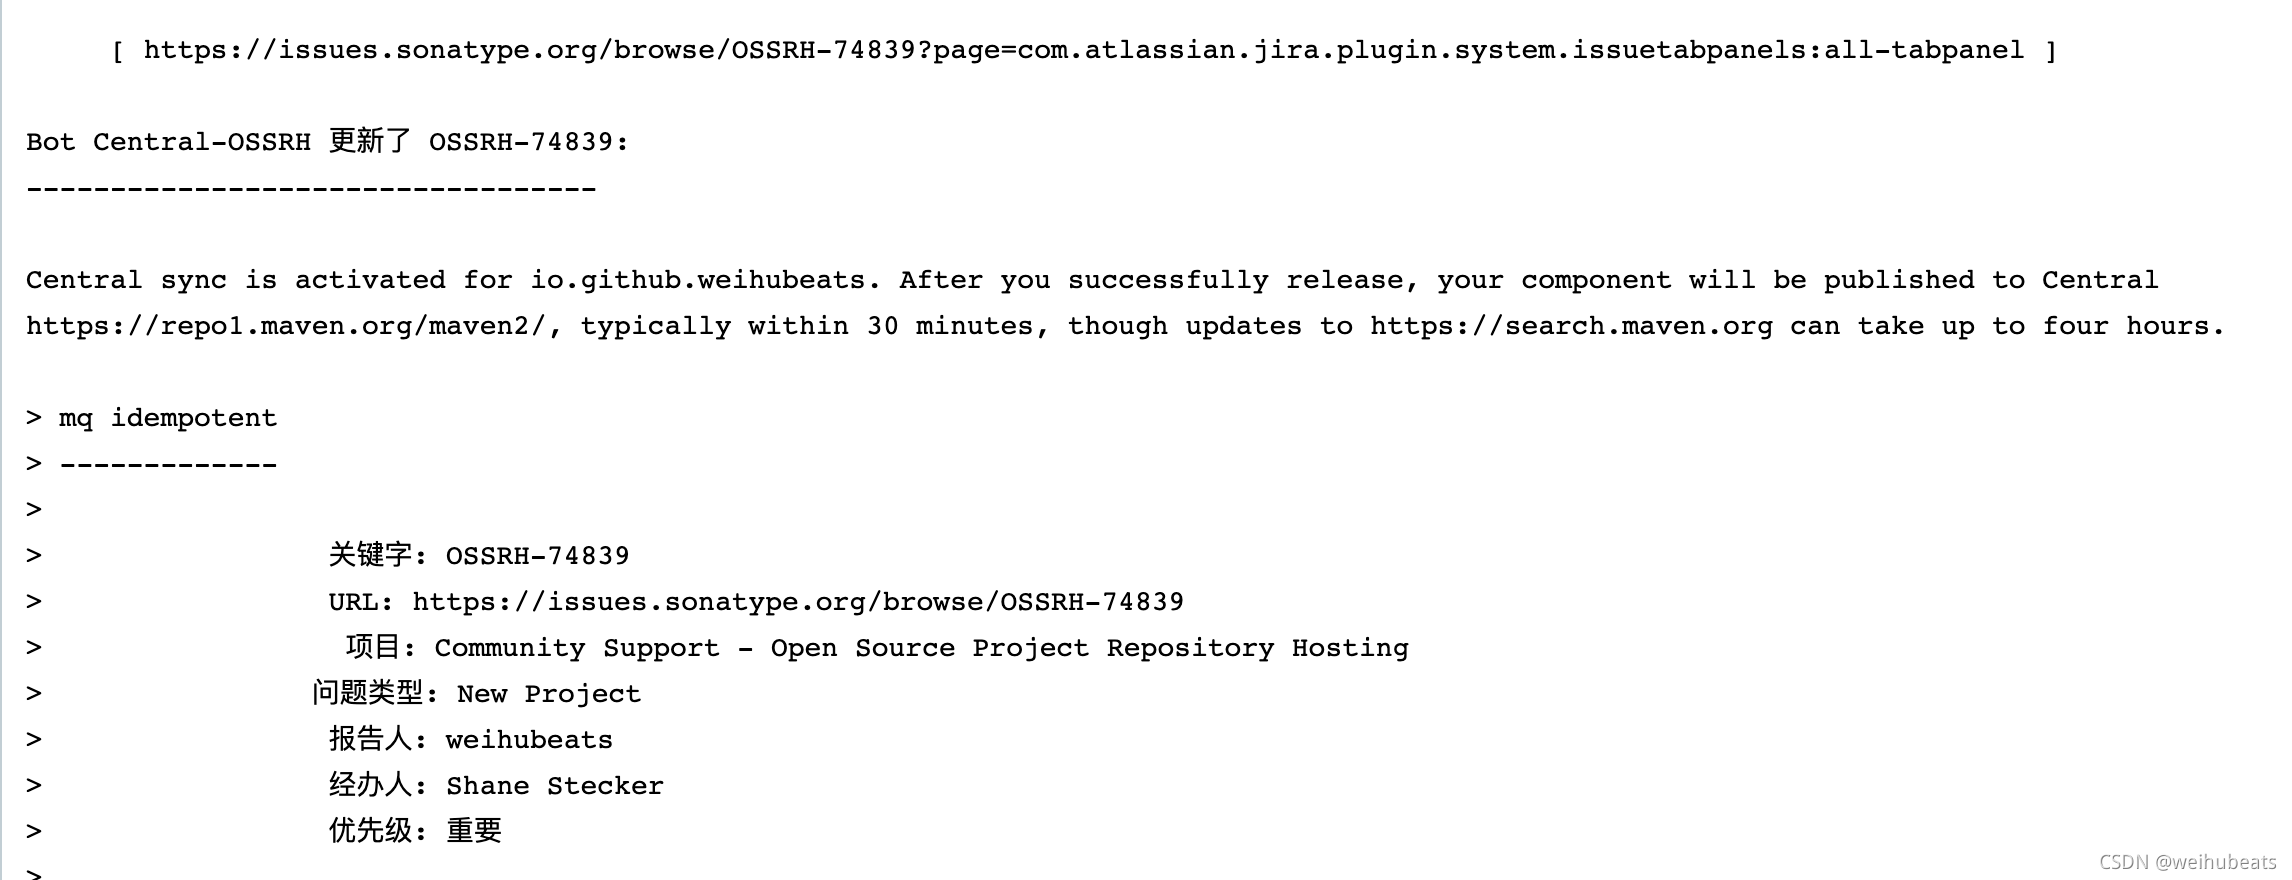 [ https://issues.sonatype.org/browse/OSSRH-74839?page=com.atlassian.jira.plugin.system.issuetabpanels:all-tabpanel ]
Bot Central-OSSRH 更新了 OSSRH-74839:
----------------------------------
Central sync is activated for io.github.weihubeats. After you successfully release, your component will be published to Central
https://repo1.maven.org/maven2/, typically within 30 minutes, though updates to https://search.maven.org can take up to four hours.
> mq idempotent
> -------------
>
> 关键字: OSSRH-74839
> URL: https://issues.sonatype.org/browse/OSSRH-74839
> 项目: Community Support - Open Source Project Repository Hosting
> 问题类型: New Project
> 报告人: weihubeats
> 经办人: Shane Stecker
> 优先级: 重要
>
CSDN @weihubeats